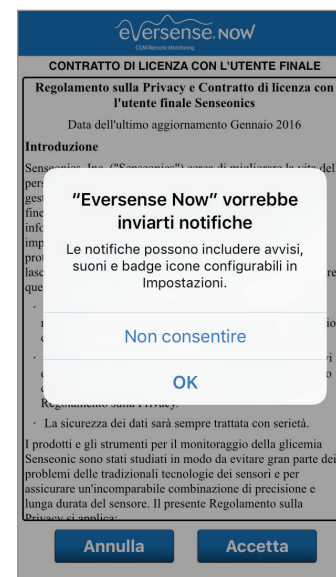 eversense. NOW
CGM Remote Monitoring
CONTRATTO DI LICENZA CON L'UTENTE FINALE
Regolamento sulla Privacy e Contratto di licenza con
l'utente finale Senseonics
Data dell'ultimo aggiornamento Gennaio 2016
Introduzione
"Eversense Now" vorrebbe
inviarti notifiche
Le notifiche possono includere avvisi,
suoni e badge icone configurabili in
Impostazioni.
Non consentire
OK
Regolamento sulla Privacy.
· La sicurezza dei dati sarà sempre trattata con serietà.
I prodotti e gli strumenti per il monitoraggio della glicemia
Senseonic sono stati studiati in modo da evitare gran parte dei
problemi delle tradizionali tecnologie dei sensori e per
assicurare un'incomparabile combinazione di precisione e
lunga durata del sensore. Il presente Regolamento sulla
Privacy si applica:
Annulla
Accetta